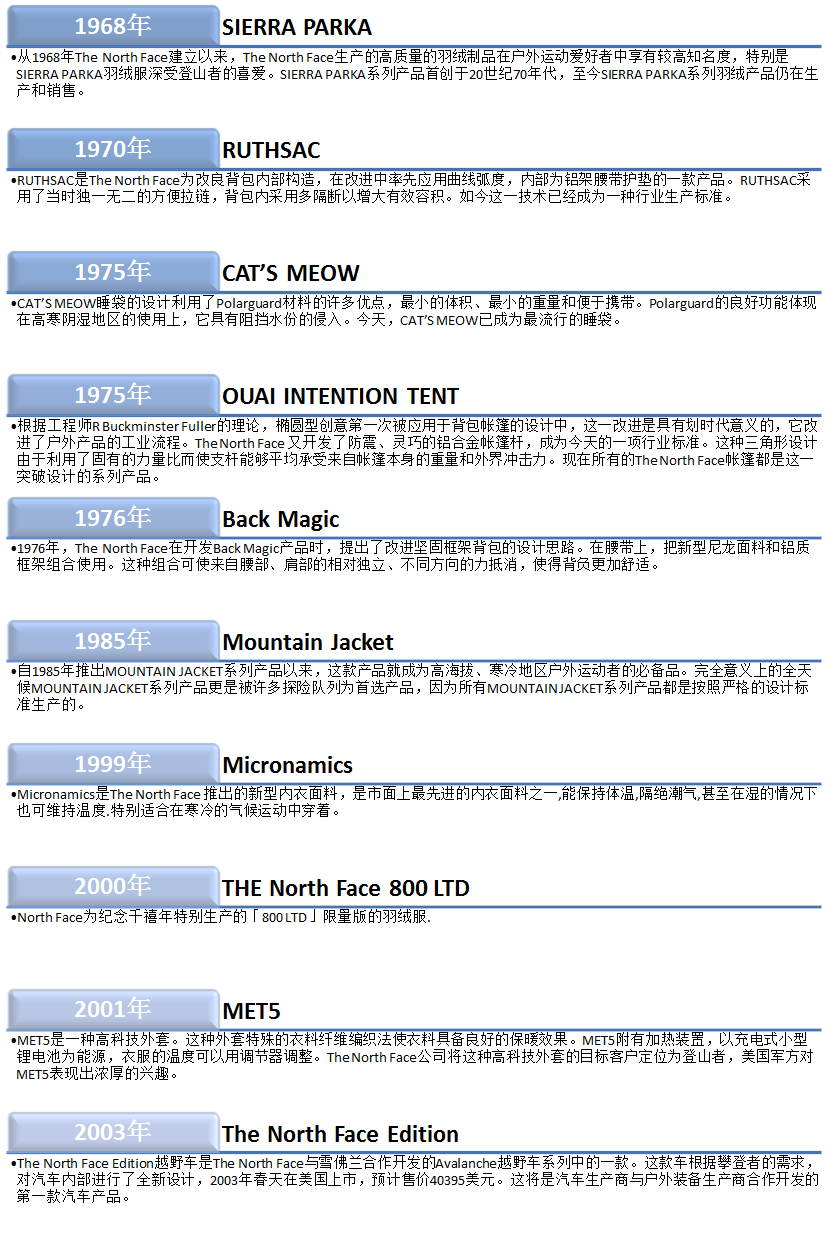 1968年 SIERRA PARKA
•从1968年The North Face建立以来，The North Face生产的高质量的羽绒制品在户外运动爱好者中享有较高知名度，特别是
SIERRA PARKA羽绒服深受登山者的喜爱。SIERRA PARKA系列产品首创于20世纪70年代，至今SIERRA PARKA系列羽绒产品仍在生
产和销售。
1970年 RUTHSAC
•RUTHSAC是The North Face为改良背包内部构造，在改进中率先应用曲线弧度，内部为铝架腰带护垫的一款产品。RUTHSAC采
用了当时独一无二的方便拉链，背包内采用多隔断以增大有效容积。如今这一技术已经成为一种行业生产标准。
1975年 CAT’S MEOW
•CAT’S MEOW睡袋的设计利用了Polarguard材料的许多优点，最小的体积、最小的重量和便于携带。Polarguard的良好功能体现
在高寒阴湿地区的使用上，它具有阻挡水份的侵入。今天，CAT’S MEOW已成为最流行的睡袋。
1975年 OUAI INTENTION TENT
•根据工程师R Buckminster Fuller的理论，椭圆型创意第一次被应用于背包帐篷的设计中，这一改进是具有划时代意义的，它改
进了户外产品的工业流程。The North Face 又开发了防震、灵巧的铝合金帐篷杆，成为今天的一项行业标准。这种三角形设计
由于利用了固有的力量比而使支杆能够平均承受来自帐篷本身的重量和外界冲击力。现在所有的The North Face帐篷都是这一
突破设计的系列产品。
1976年 Back Magic
•1976年，The North Face在开发Back Magic产品时，提出了改进坚固框架背包的设计思路。在腰带上，把新型尼龙面料和铝质
框架组合使用。这种组合可使来自腰部、肩部的相对独立、不同方向的力抵消，使得背负更加舒适。
1985年 Mountain Jacket
•自1985年推出MOUNTAIN JACKET系列产品以来，这款产品就成为高海拔、寒冷地区户外运动者的必备品。完全意义上的全天
候MOUNTAIN JACKET系列产品更是被许多探险队列为首选产品，因为所有MOUNTAIN JACKET系列产品都是按照严格的设计标
准生产的。
1999年 Micronamics
•Micronamics是The North Face 推出的新型内衣面料，是市面上最先进的内衣面料之一,能保持体温,隔绝潮气,甚至在湿的情况下
也可维持温度.特别适合在寒冷的气候运动中穿着。
2000年 THE North Face 800 LTD
•North Face为纪念千禧年特别生产的「800 LTD」限量版的羽绒服.
2001年 MET5
•MET5是一种高科技外套。这种外套特殊的衣料纤维编织法使衣料具备良好的保暖效果。MET5附有加热装置，以充电式小型
锂电池为能源，衣服的温度可以用调节器调整。The North Face公司将这种高科技外套的目标客户定位为登山者，美国军方对
MET5表现出浓厚的兴趣。
2003年 The North Face Edition
•The North Face Edition越野车是The North Face与雪佛兰合作开发的Avalanche越野车系列中的一款。这款车根据攀登者的需求，
对汽车内部进行了全新设计，2003年春天在美国上市，预计售价40395美元。这将是汽车生产商与户外装备生产商合作开发的
第一款汽车产品。